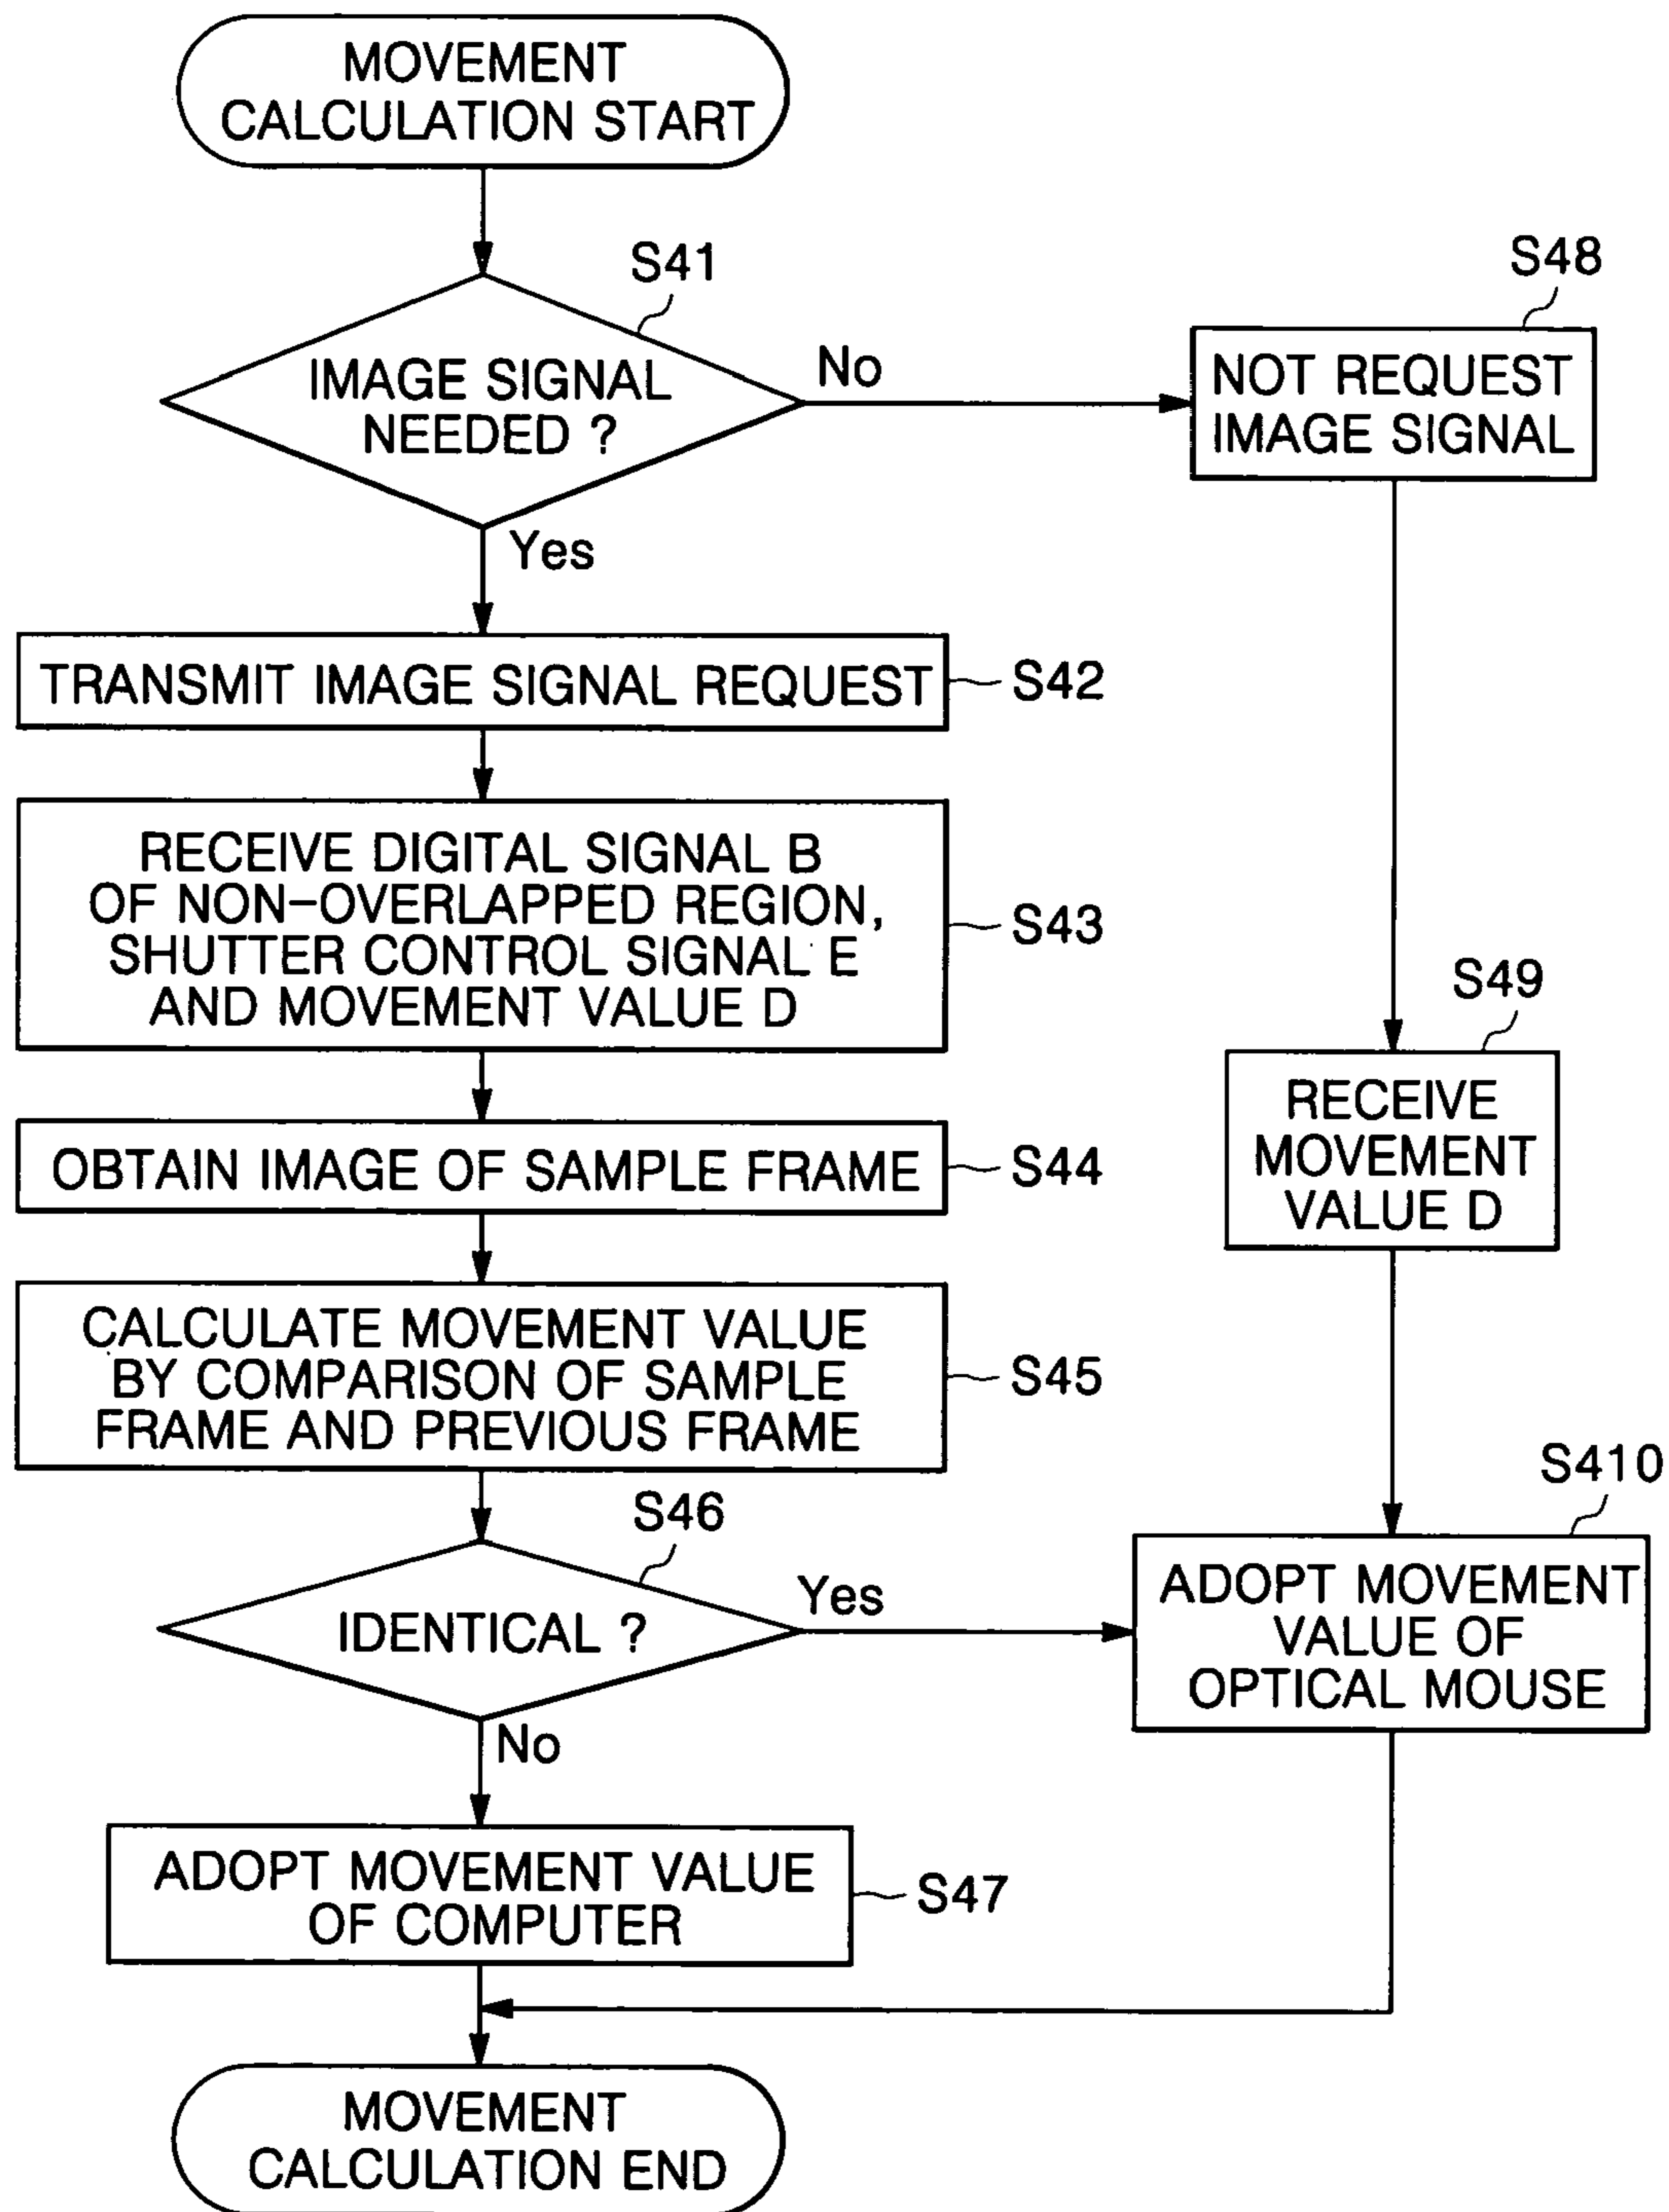 MOVEMENT
CALCULATION START
S41
IMAGE SIGNAL
NEEDED ?
No
Yes
S48
NOT REQUEST
IMAGE SIGNAL
TRANSMIT IMAGE SIGNAL REQUEST
S42
RECEIVE DIGITAL SIGNAL B
OF NON-OVERLAPPED REGION,
SHUTTER CONTROL SIGNAL E
AND MOVEMENT VALUE D
S43
S49
RECEIVE
MOVEMENT
VALUE D
OBTAIN IMAGE OF SAMPLE FRAME
S44
CALCULATE MOVEMENT VALUE
BY COMPARISON OF SAMPLE
FRAME AND PREVIOUS FRAME
S45
S46
IDENTICAL ?
Yes
No
S410
ADOPT MOVEMENT
VALUE OF
OPTICAL MOUSE
ADOPT MOVEMENT VALUE
OF COMPUTER
S47
MOVEMENT
CALCULATION END